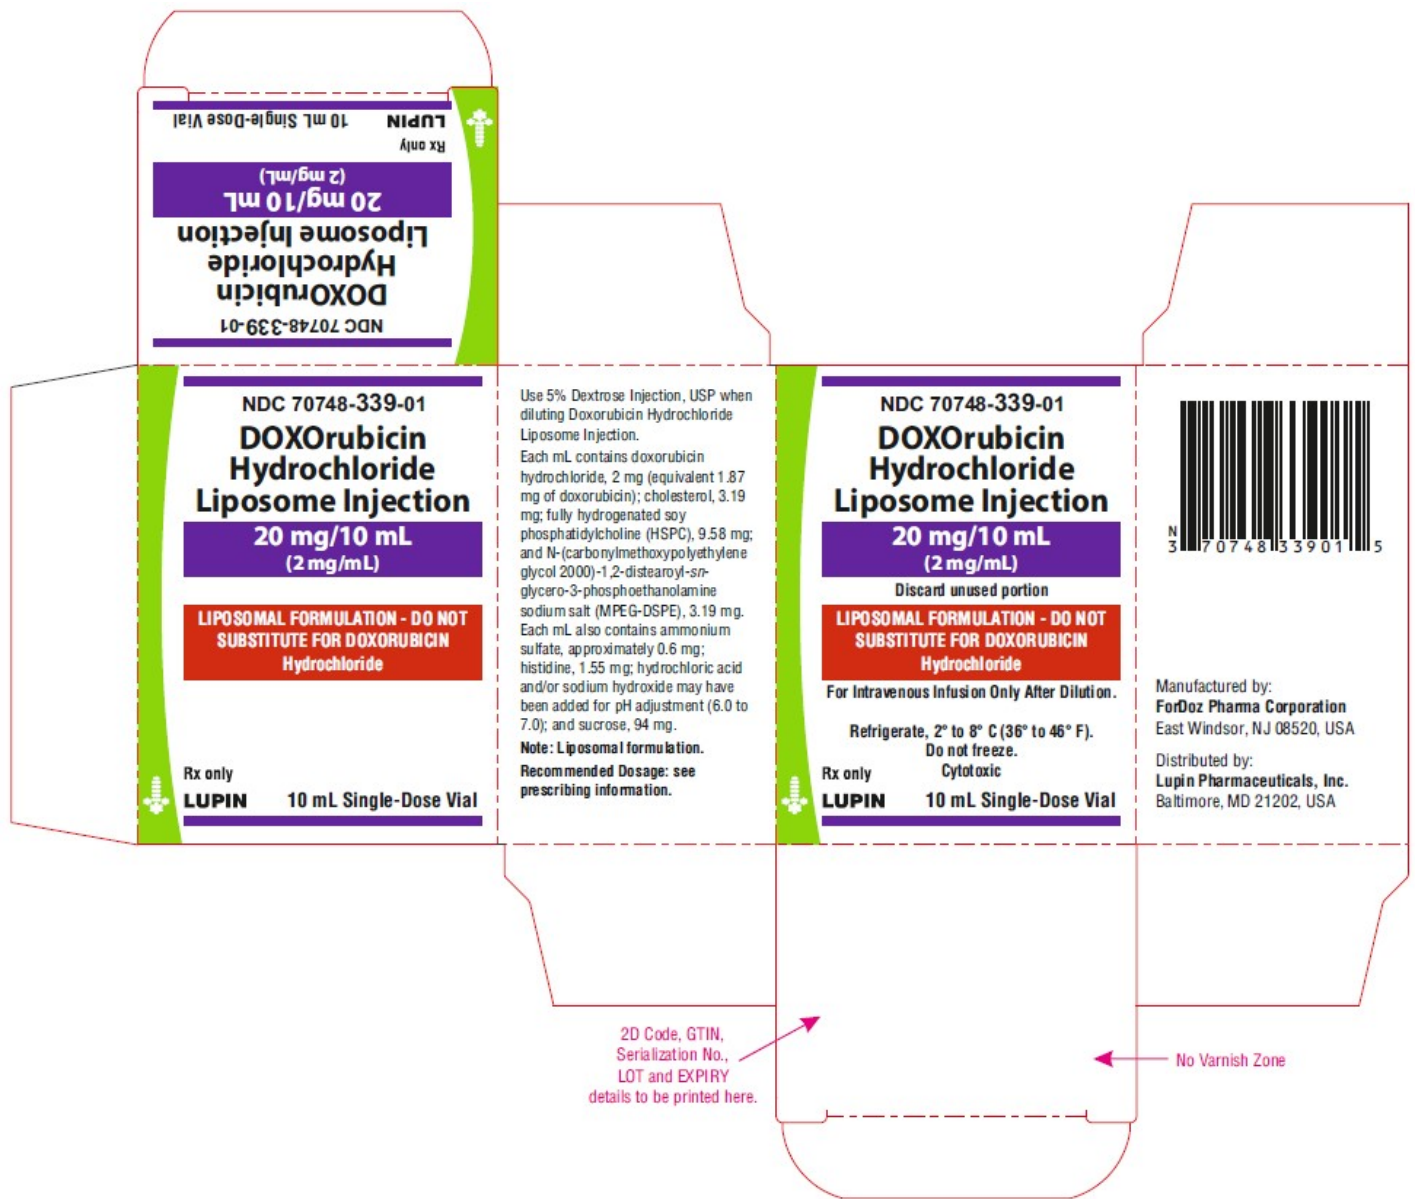 NDC 70748-339-01
DOXOrubicin
Hydrochloride
Liposome Injection
20 mg/10 mL
(2 mg/mL)
Rx only
LUPIN 10 mL Single-Dose Vial
NDC 70748-339-01
DOXOrubicin
Hydrochloride
Liposome Injection
20 mg/10 mL
(2 mg/mL)
LIPOSOMAL FORMULATION - DO NOT
SUBSTITUTE FOR DOXORUBICIN
Hydrochloride
Rx only
LUPIN 10 mL Single-Dose Vial
Use 5% Dextrose Injection, USP when
diluting Doxorubicin Hydrochloride
Liposome Injection.
Each mL contains doxorubicin
hydrochloride, 2 mg (equivalent 1.87
mg of doxorubicin); cholesterol, 3.19
mg; fully hydrogenated soy
phosphatidylcholine (HSPC), 9.58 mg;
and N-(carbonylmethoxypolyethylene
glycol 2000)-1,2-distearoyl-sn-
glycero-3-phosphoethanolamine
sodium salt (MPEG-DSPE), 3.19 mg.
Each mL also contains ammonium
sulfate, approximately 0.6 mg;
histidine, 1.55 mg; hydrochloric acid
and/or sodium hydroxide may have
been added for pH adjustment (6.0 to
7.0); and sucrose, 94 mg.
Note: Liposomal formulation.
Recommended Dosage: see
prescribing information.
NDC 70748-339-01
DOXOrubicin
Hydrochloride
Liposome Injection
20 mg/10 mL
(2 mg/mL)
Discard unused portion
LIPOSOMAL FORMULATION - DO NOT
SUBSTITUTE FOR DOXORUBICIN
Hydrochloride
For Intravenous Infusion Only After Dilution.
Refrigerate, 2° to 8° C (36° to 46° F).
Do not freeze.
Rx only Cytotoxic
LUPIN 10 mL Single-Dose Vial
N
3 70748 33901 5
Manufactured by:
ForDoz Pharma Corporation
East Windsor, NJ 08520, USA
Distributed by:
Lupin Pharmaceuticals, Inc.
Baltimore, MD 21202, USA
2D Code, GTIN,
Serialization No.,
LOT and EXPIRY
details to be printed here.
No Varnish Zone